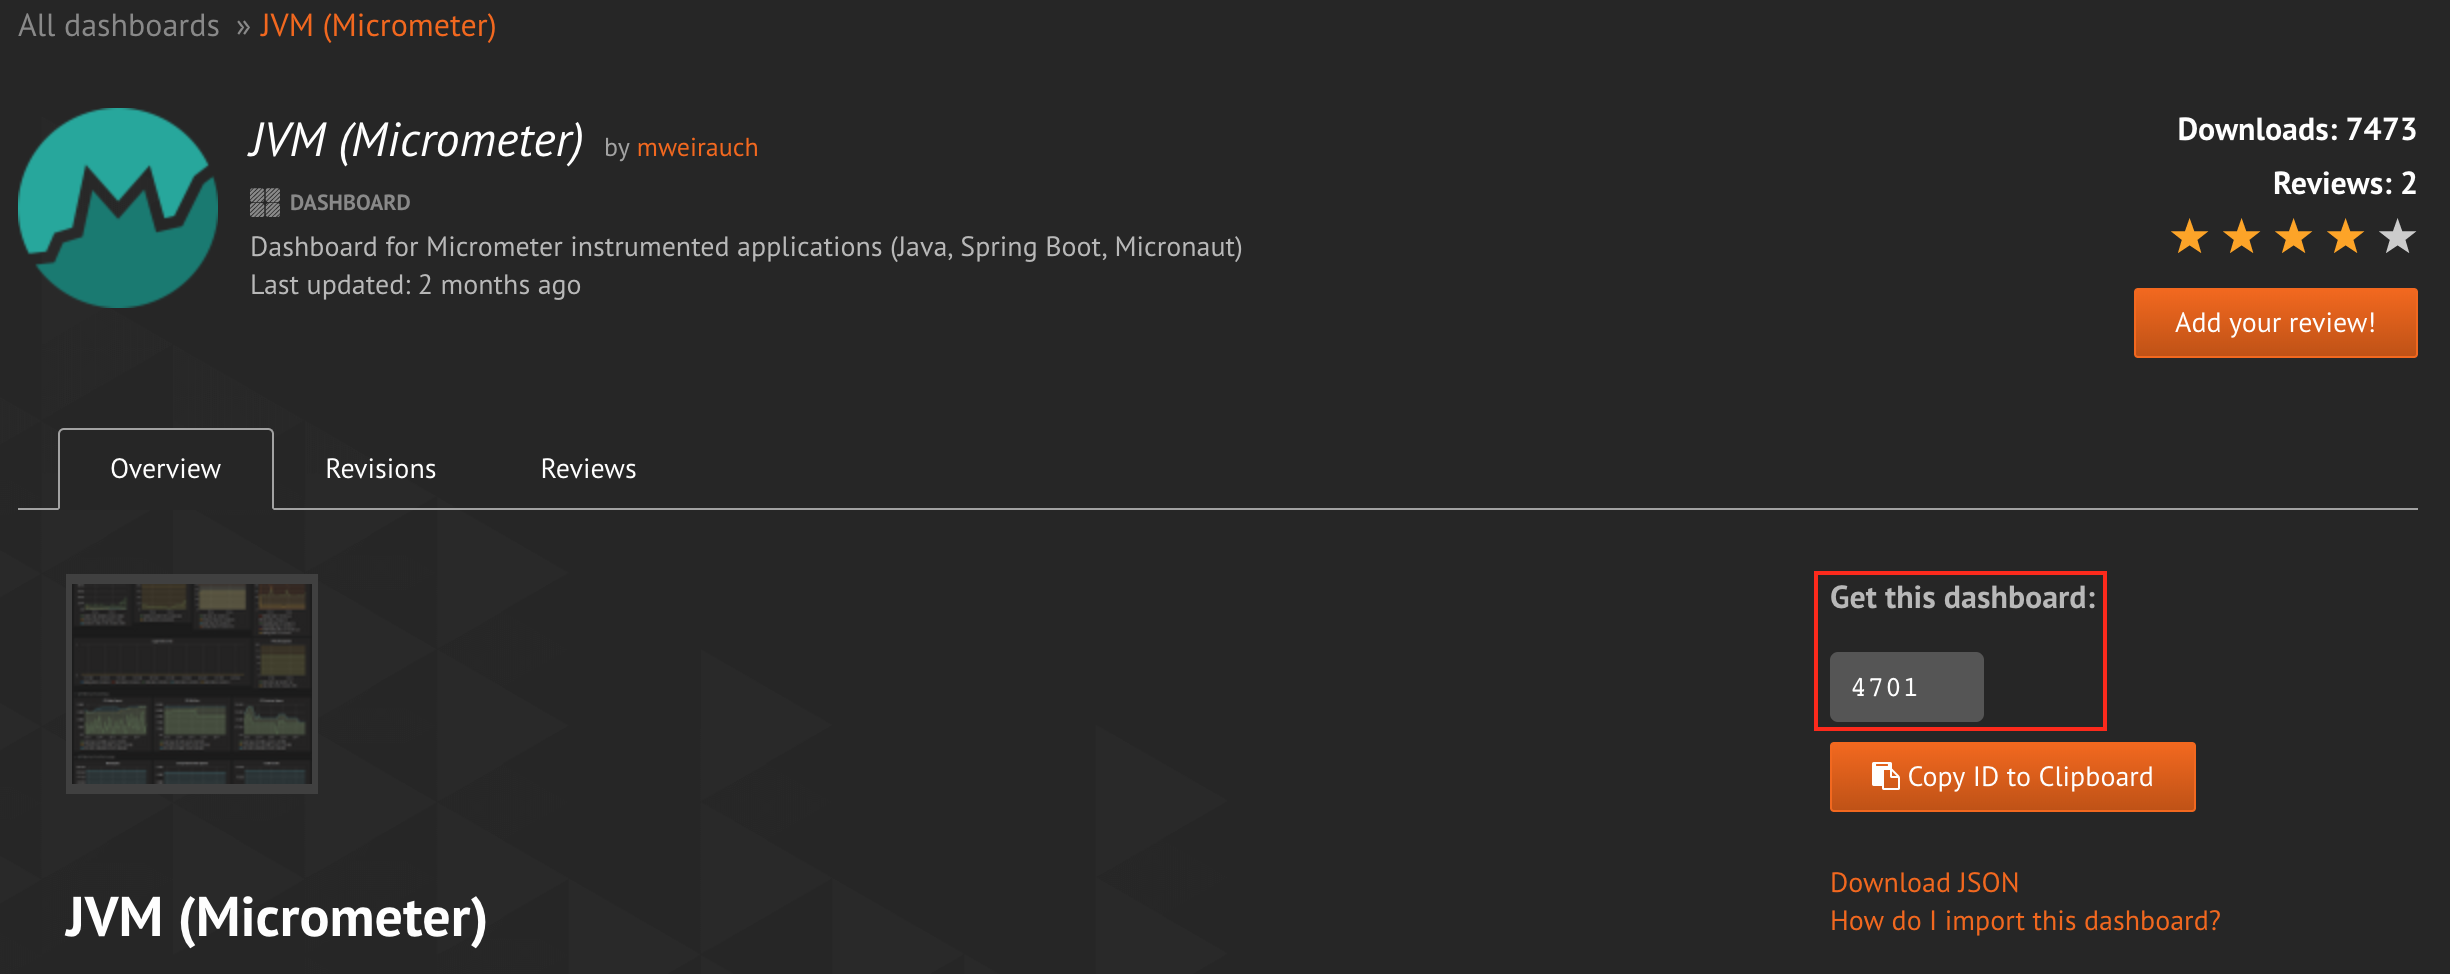 All dashboards » JVM (Micrometer)
JVM (Micrometer) by mweirauch
DASHBOARD
Dashboard for Micrometer instrumented applications (Java, Spring Boot, Micronaut)
Last updated: 2 months ago
Downloads: 7473
Reviews: 2
Add your review!
Overview Revisions Reviews
Get this dashboard:
4701
Copy ID to Clipboard
Download JSON
How do I import this dashboard?
JVM (Micrometer)